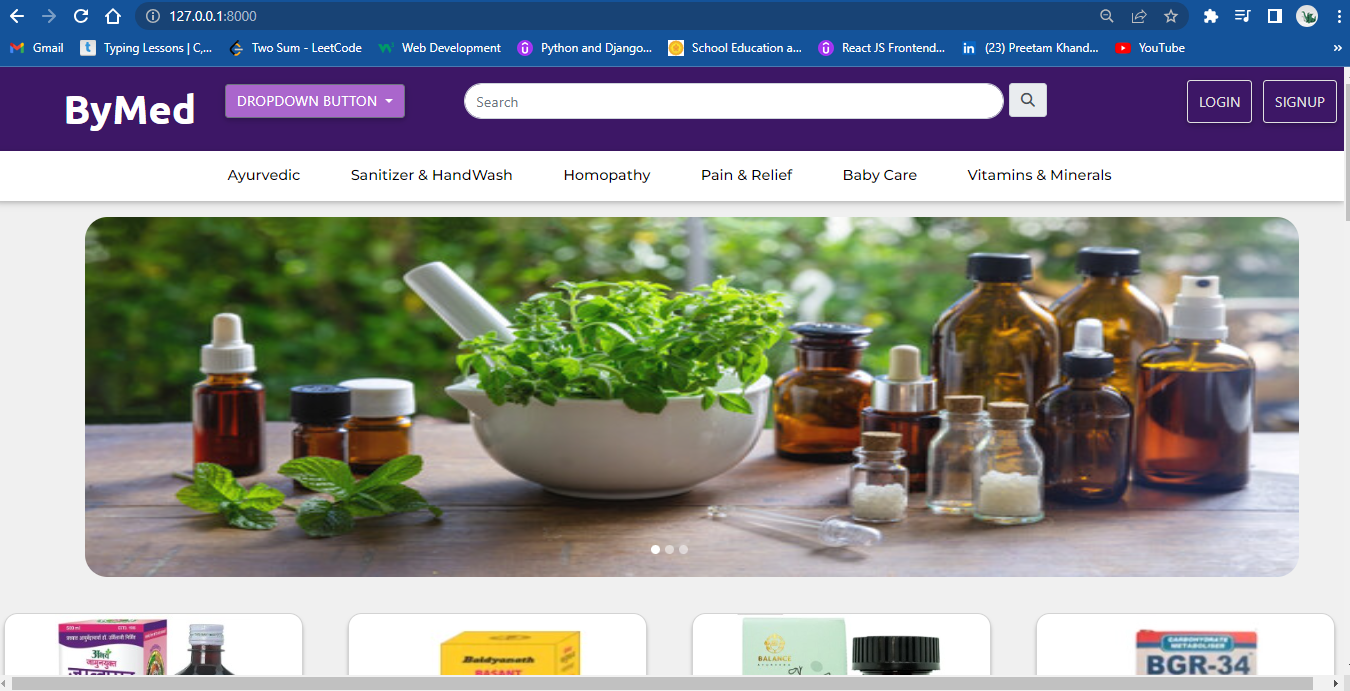 127.0.0.1:8000
Gmail
Typing Lessons | C,...
Two Sum - LeetCode
Web Development
Python and Django...
School Education a...
React JS Frontend...
(23) Preetam Khand...
YouTube
»
ByMed
DROPDOWN BUTTON
Search
LOGIN
SIGNUP
Ayurvedic
Sanitizer & HandWash
Homopathy
Pain & Relief
Baby Care
Vitamins & Minerals
अभय
जामुनयुक्त
Baidyanath
BASANT
BALANCE
CARBOHYDRATE
METABOLISER
BGR-34